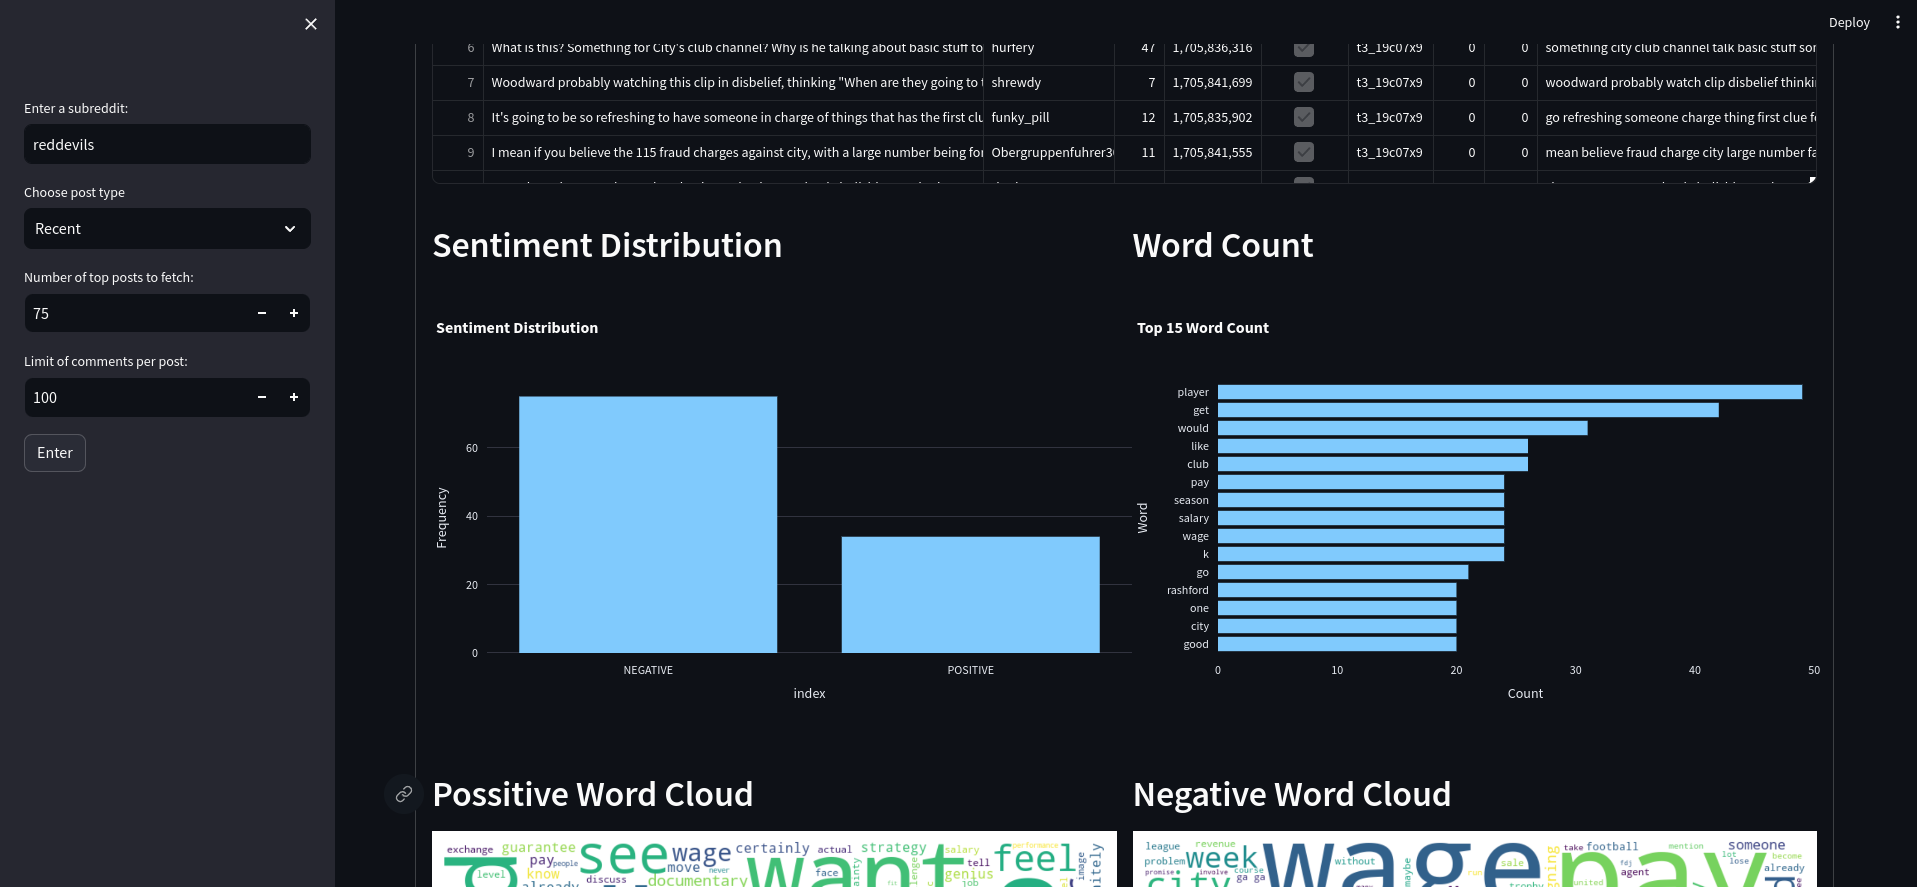 Deploy
Enter a subreddit:
reddevils
Choose post type
Recent
Number of top posts to fetch:
75
Limit of comments per post:
100
Enter
6 What is this? Something for City's club channel? Why is he talking about basic stuff to hurfery 47 1,705,836,316 t3_19c07x9 0 0 something city club channel talk basic stuff
7 Woodward probably watching this clip in disbelief, thinking "When are they going to shrewdy 7 1,705,841,699 t3_19c07x9 0 0 woodward probably watch clip disbelief
8 It's going to be so refreshing to have someone in charge of things that has the first funky_pill 12 1,705,835,902 t3_19c07x9 0 0 go refreshing someone charge thing first clue
9 I mean if you believe the 115 fraud charges against city, with a large number being 11 1,705,841,555 t3_19c07x9 0 0 mean believe fraud charge city large number
Sentiment Distribution
Sentiment Distribution
60
40
20
0
Frequency
NEGATIVE POSITIVE
index
Word Count
Top 15 Word Count
Word
player
get
would
like
club
pay
season
salary
wage
k
go
rashford
one
city
good
0 10 20 30 40 50
Count
Possitive Word Cloud
exchange guarantee see wage certainly actual strategy salary feel performance
pay people move never want tell image
level know face genius
already discuss documentary job
Negative Word Cloud
league revenue wage without take football mention someone
problem week sale pay lot lose become
promise involve course maybe run fdj agent already
city ga ga trophy united